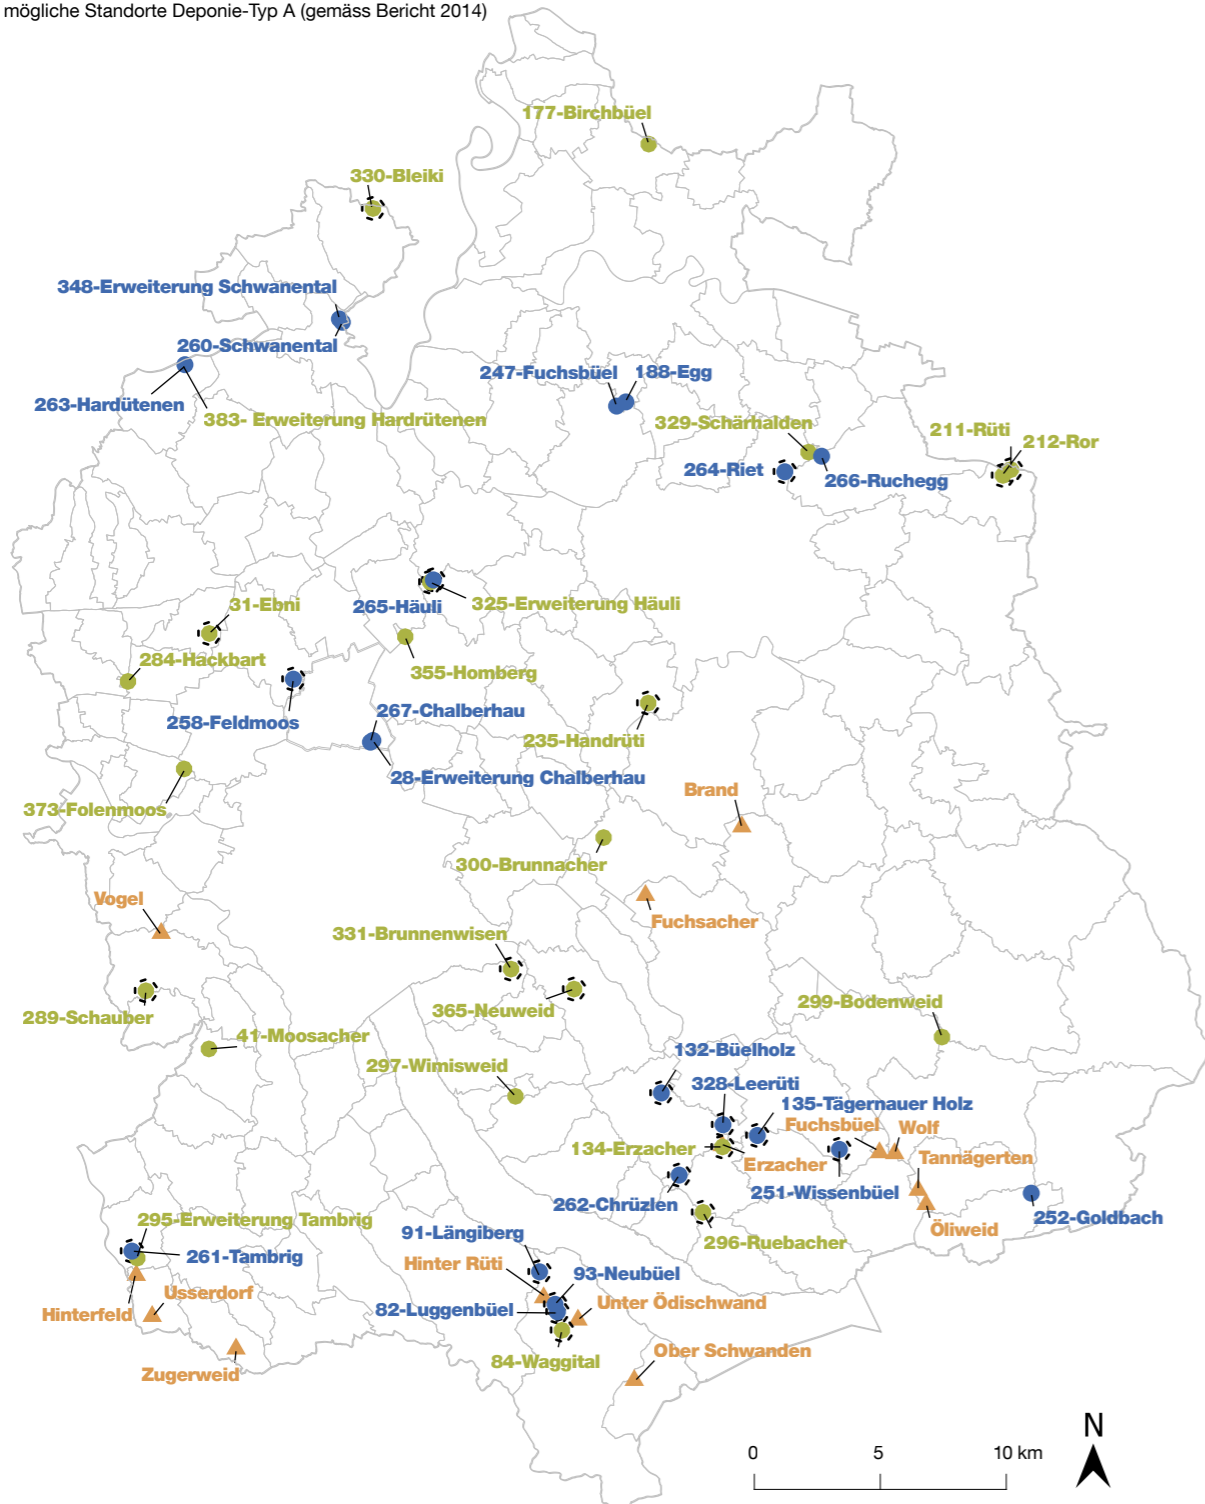 mögliche Standorte Deponie-Typ A (gemäss Bericht 2014)
177-Birchbüel
330-Bleiki
348-Erweiterung Schwanental
260-Schwanental
247-Fuchsbüel
188-Egg
263-Hardütenen
383- Erweiterung Hardrütenen
329-Schärhalden
211-Rüti
212-Ror
264-Riet
266-Ruchegg
31-Ebni
265-Häuli
325-Erweiterung Häuli
284-Hackbart
355-Homberg
258-Feldmoos
267-Chalberhau
235-Handrüti
28-Erweiterung Chalberhau
373-Folenmoos
Brand
300-Brunnacher
Vogel
Fuchsacher
331-Brunnenwisen
289-Schauber
365-Neuweid
299-Bodenweid
41-Moosacher
132-Büelholz
297-Wimisweid
328-Leerüti
135-Tägernauer Holz
Fuchsbüel
Wolf
134-Erzacher
Erzacher
Tannägerten
251-Wissenbüel
262-Chrüzlen
252-Goldbach
295-Erweiterung Tambrig
Öliweid
91-Längiberg
296-Ruebacher
261-Tambrig
Hinter Rüti
93-Neubüel
Usserdorf
Unter Ödischwand
Hinterfeld
82-Luggenbüel
Ober Schwanden
84-Waggital
Zugerweid
N
0 5 10 km